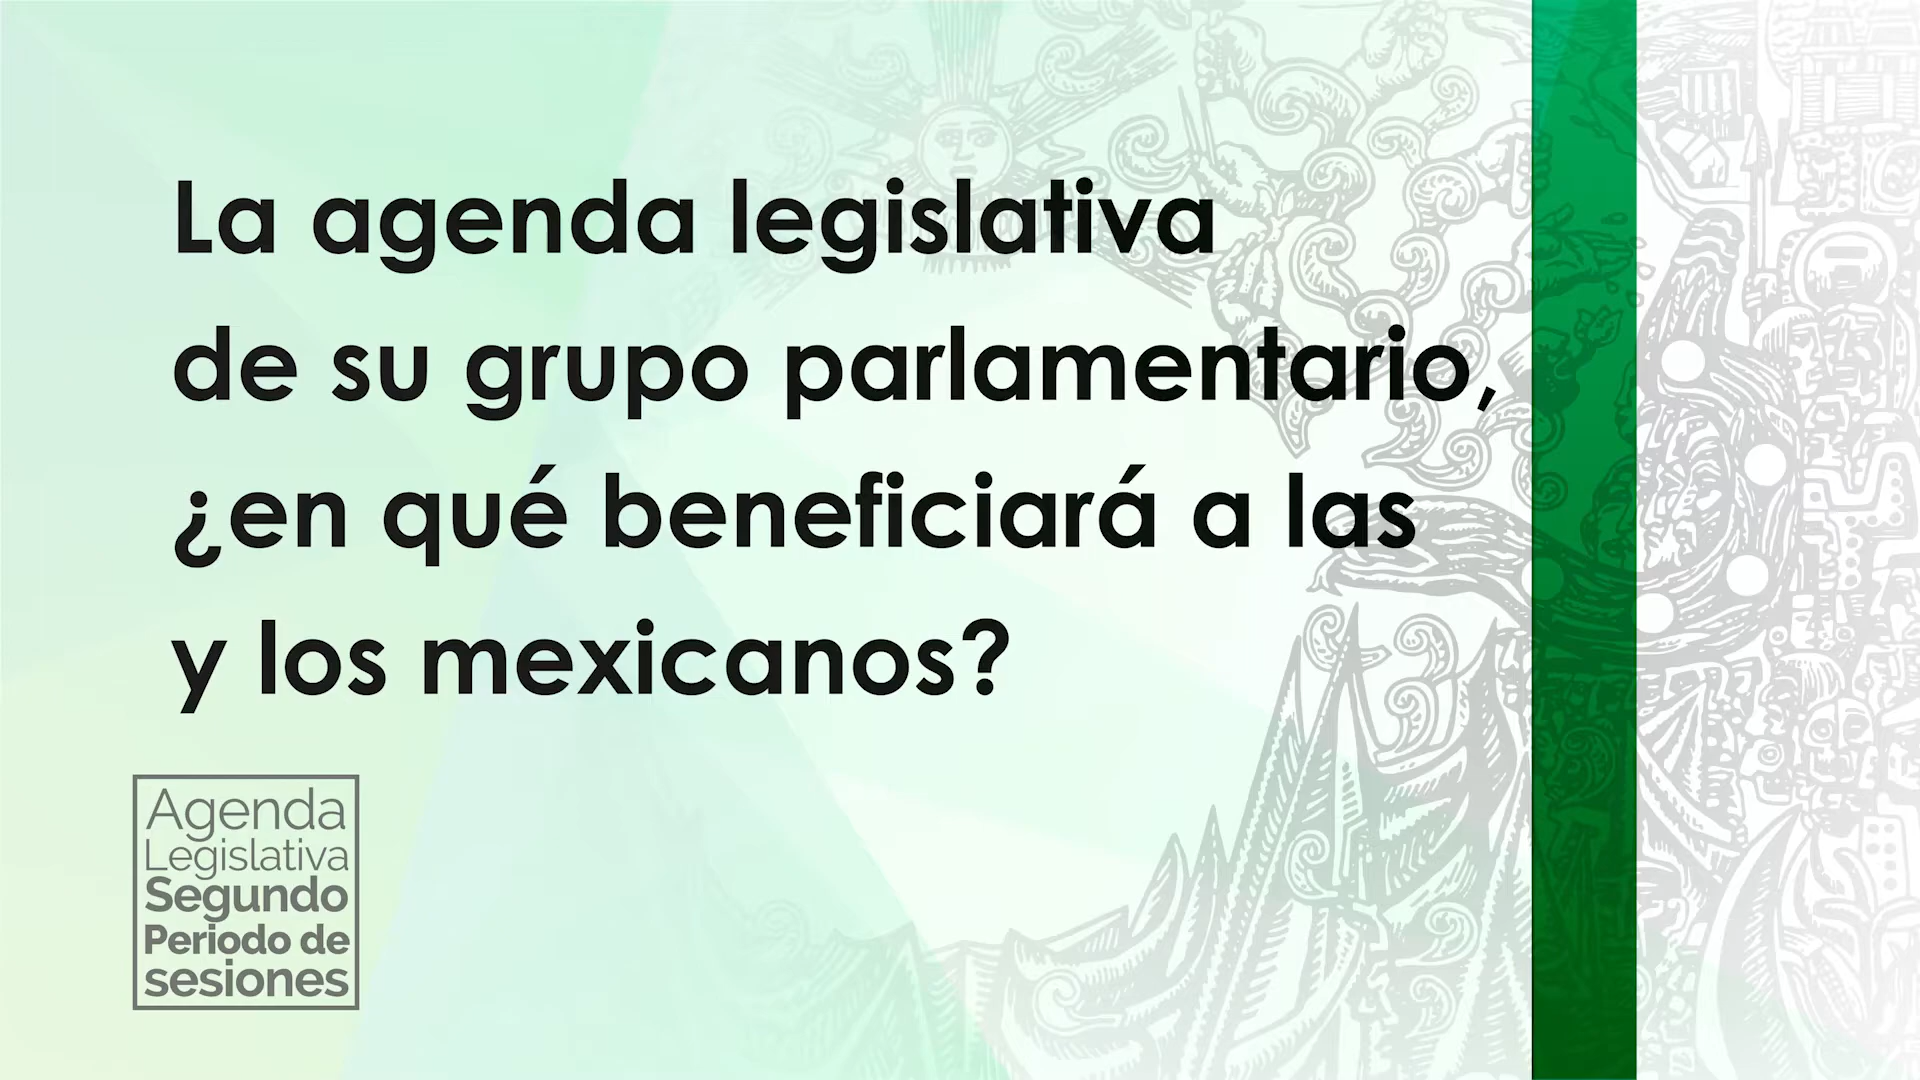 La agenda legislativa
de su grupo parlamentario,
¿en qué beneficiará a las
y los mexicanos?
Agenda
Legislativa
Segundo
Periodo de
sesiones